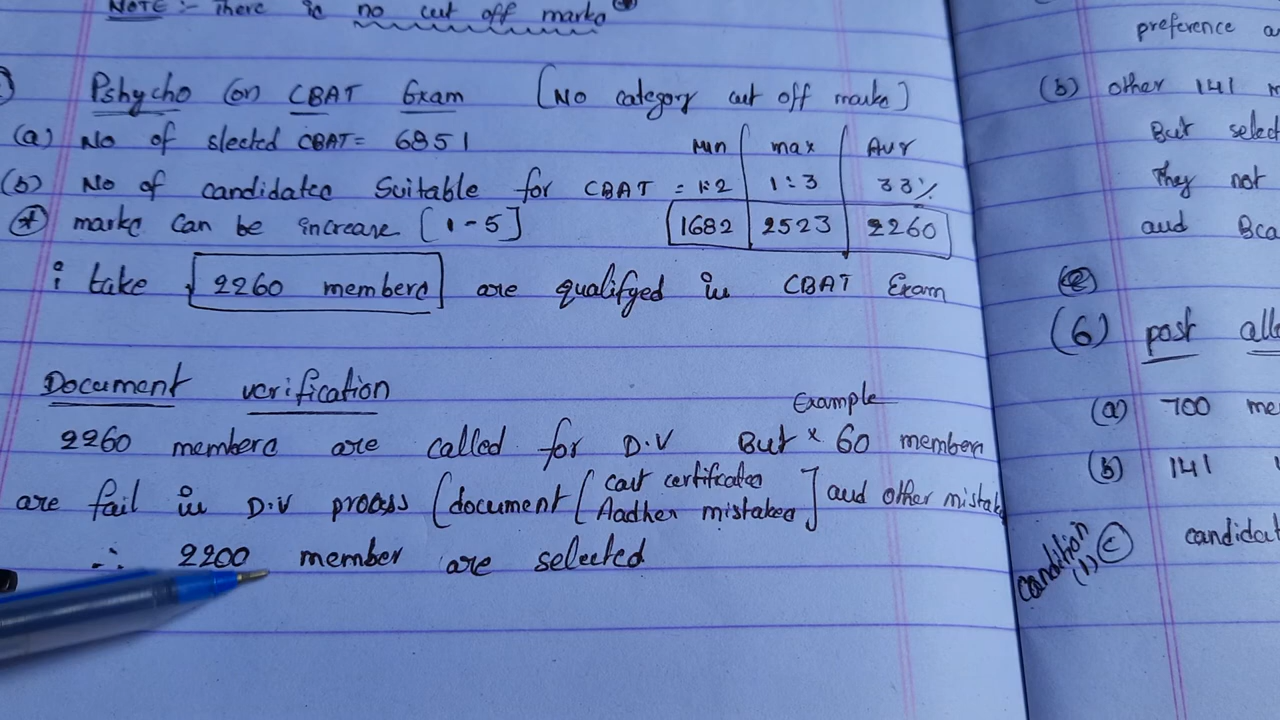 NOTE :- There is no cut off marks
Pshycho (or) CBAT Exam [No category cut off marks]
(a) No of slected CBAT = 6851
Min max Avr
(b) No of candidates Suitable for CBAT = 1:2 1:3 33%
* marks can be increase [1-5] 1682 2523 2260
i take 2260 members are qualifyed in CBAT Exam
Document verification
Example
2260 members are called for D.V But x 60 members
are fail in D.V process [document [cast certificates
Aadher mistakes] and other mistak
∴ 2200 member are selected
preference a
(b) other 141 m
But select
They not
and Bca
(6) post allo
(a) 700 me
(b) 141
condition (1) (c) candidat